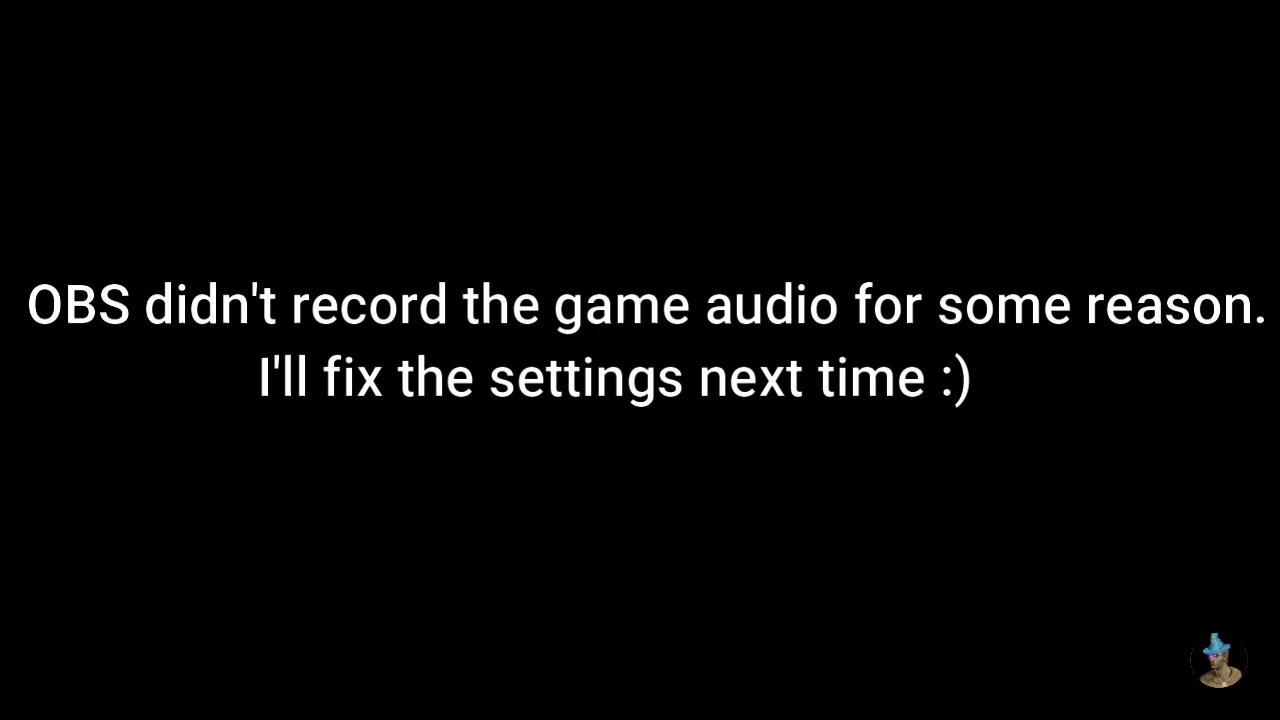 OBS didn't record the game audio for some reason.
I'll fix the settings next time :)